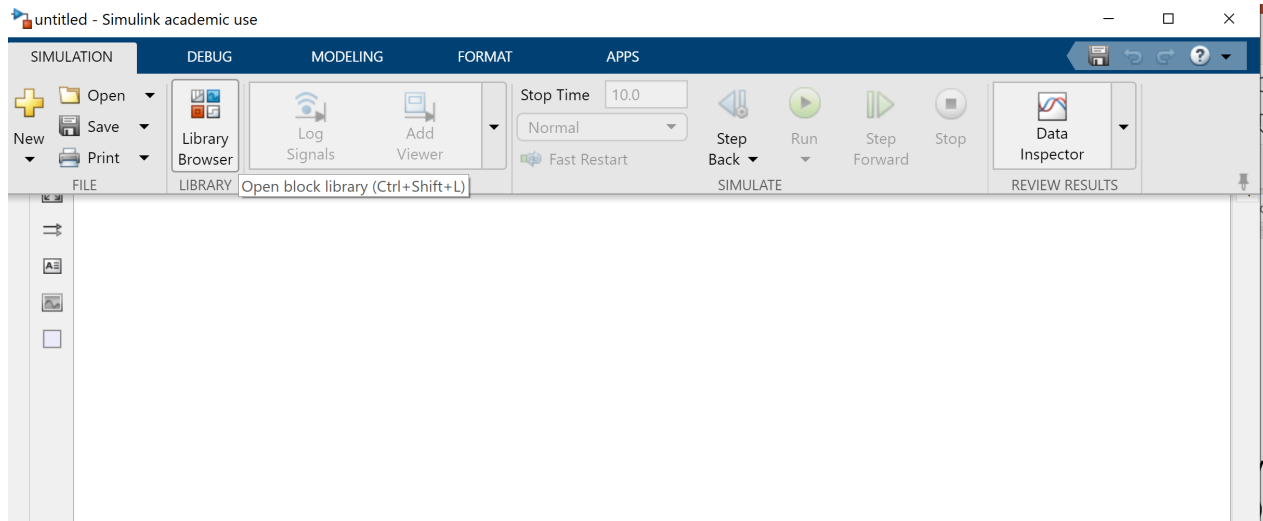 untitled - Simulink academic use
SIMULATION DEBUG MODELING FORMAT APPS
New
Open
Save
Print
FILE
Library
Browser
LIBRARY
Log
Signals
Add
Viewer
Open block library (Ctrl+Shift+L)
Stop Time 10.0
Normal
Fast Restart
Step
Back
Run
Step
Forward
Stop
SIMULATE
Data
Inspector
REVIEW RESULTS